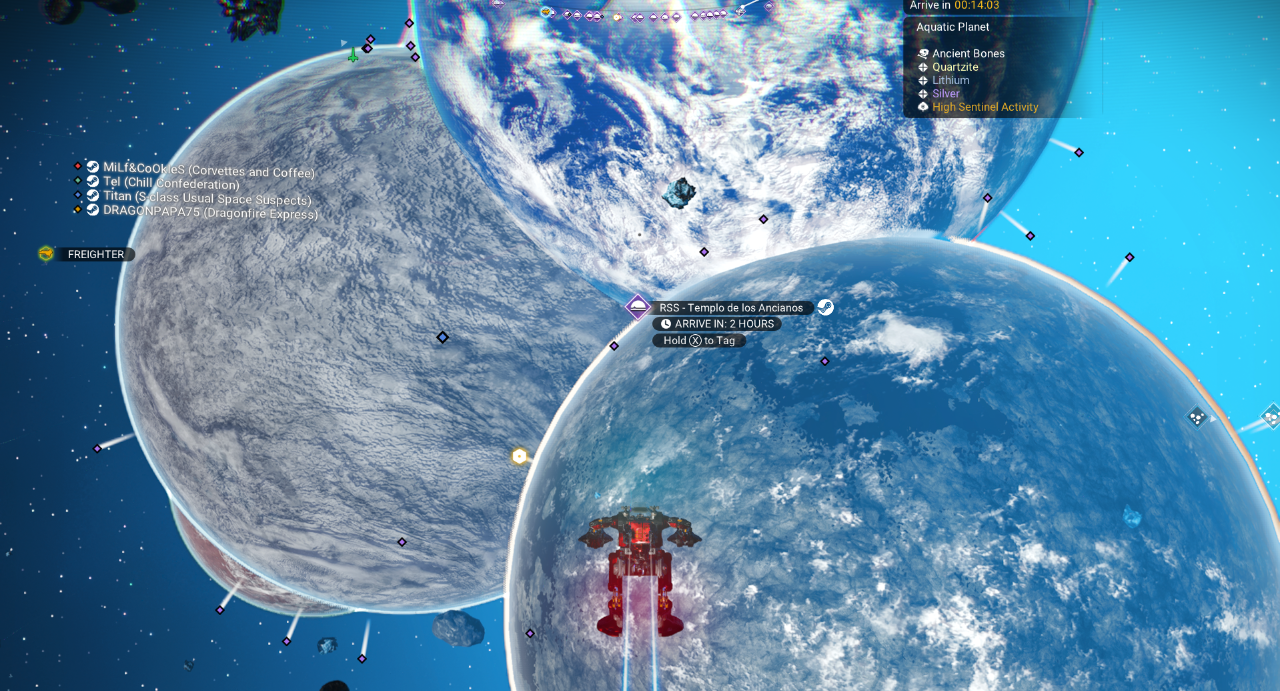 Arrive in 00:14:03
Aquatic Planet
Ancient Bones
Quartzite
Lithium
Silver
High Sentinel Activity
MiLf&CoOkieS (Corvettes and Coffee)
Tel (Chill Confederation)
Titan (S class Usual Space Suspects)
DRAGONPAPA75 (Dragonfire Express)
FREIGHTER
RSS - Templo de los Ancianos
ARRIVE IN: 2 HOURS
Hold X to Tag